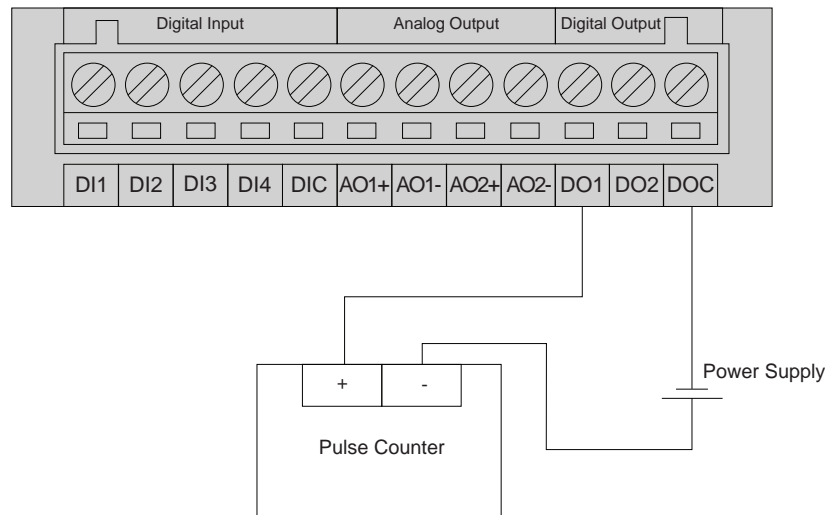 Digital Input Analog Output Digital Output
DI1 DI2 DI3 DI4 DIC AO1+ AO1- AO2+ AO2- DO1 DO2 DOC
Power Supply
+ -
Pulse Counter